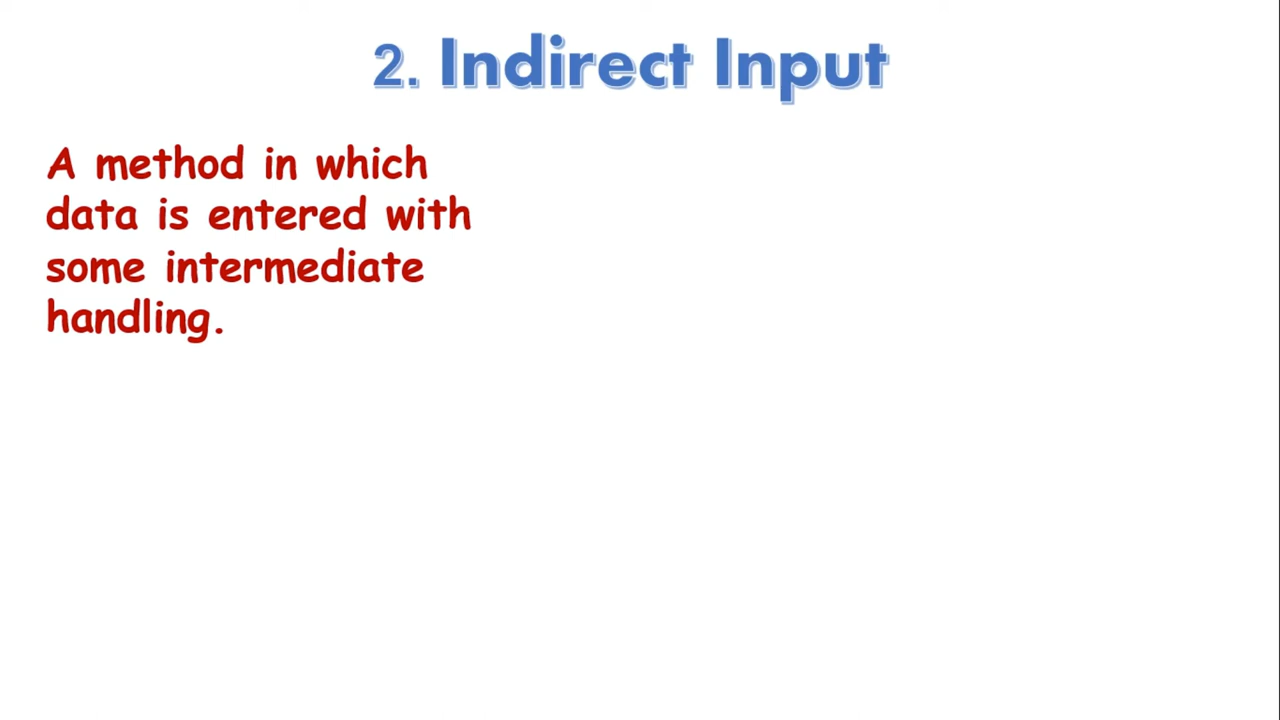 2. Indirect Input
A method in which
data is entered with
some intermediate
handling.